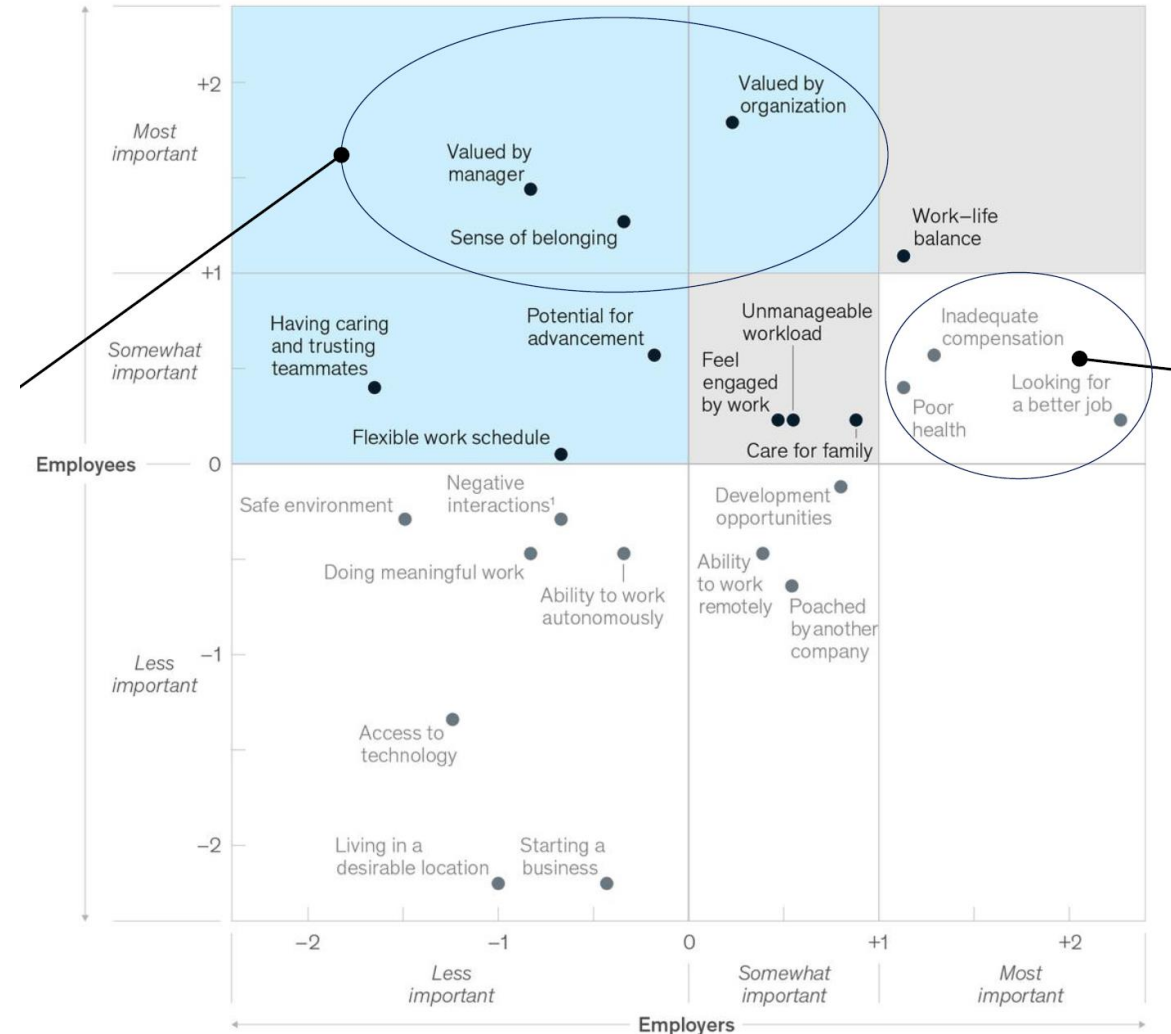 +2
Most
important
Valued by
organization
Valued by
manager
Sense of belonging
Work–life
balance
+1
Somewhat
important
Having caring
and trusting
teammates
Potential for
advancement
Flexible work schedule
Unmanageable
workload
Feel
engaged
by work
Care for family
Inadequate
compensation
Looking for
a better job
Poor
health
Employees
0
Safe environment
Negative
interactions¹
Doing meaningful work
Ability to work
autonomously
Development
opportunities
Ability
to work
remotely
Poached
by another
company
Less
important
−1
Access to
technology
−2
Living in a
desirable location
Starting a
business
−2
−1
0
+1
+2
Less
important
Somewhat
important
Most
important
Employers